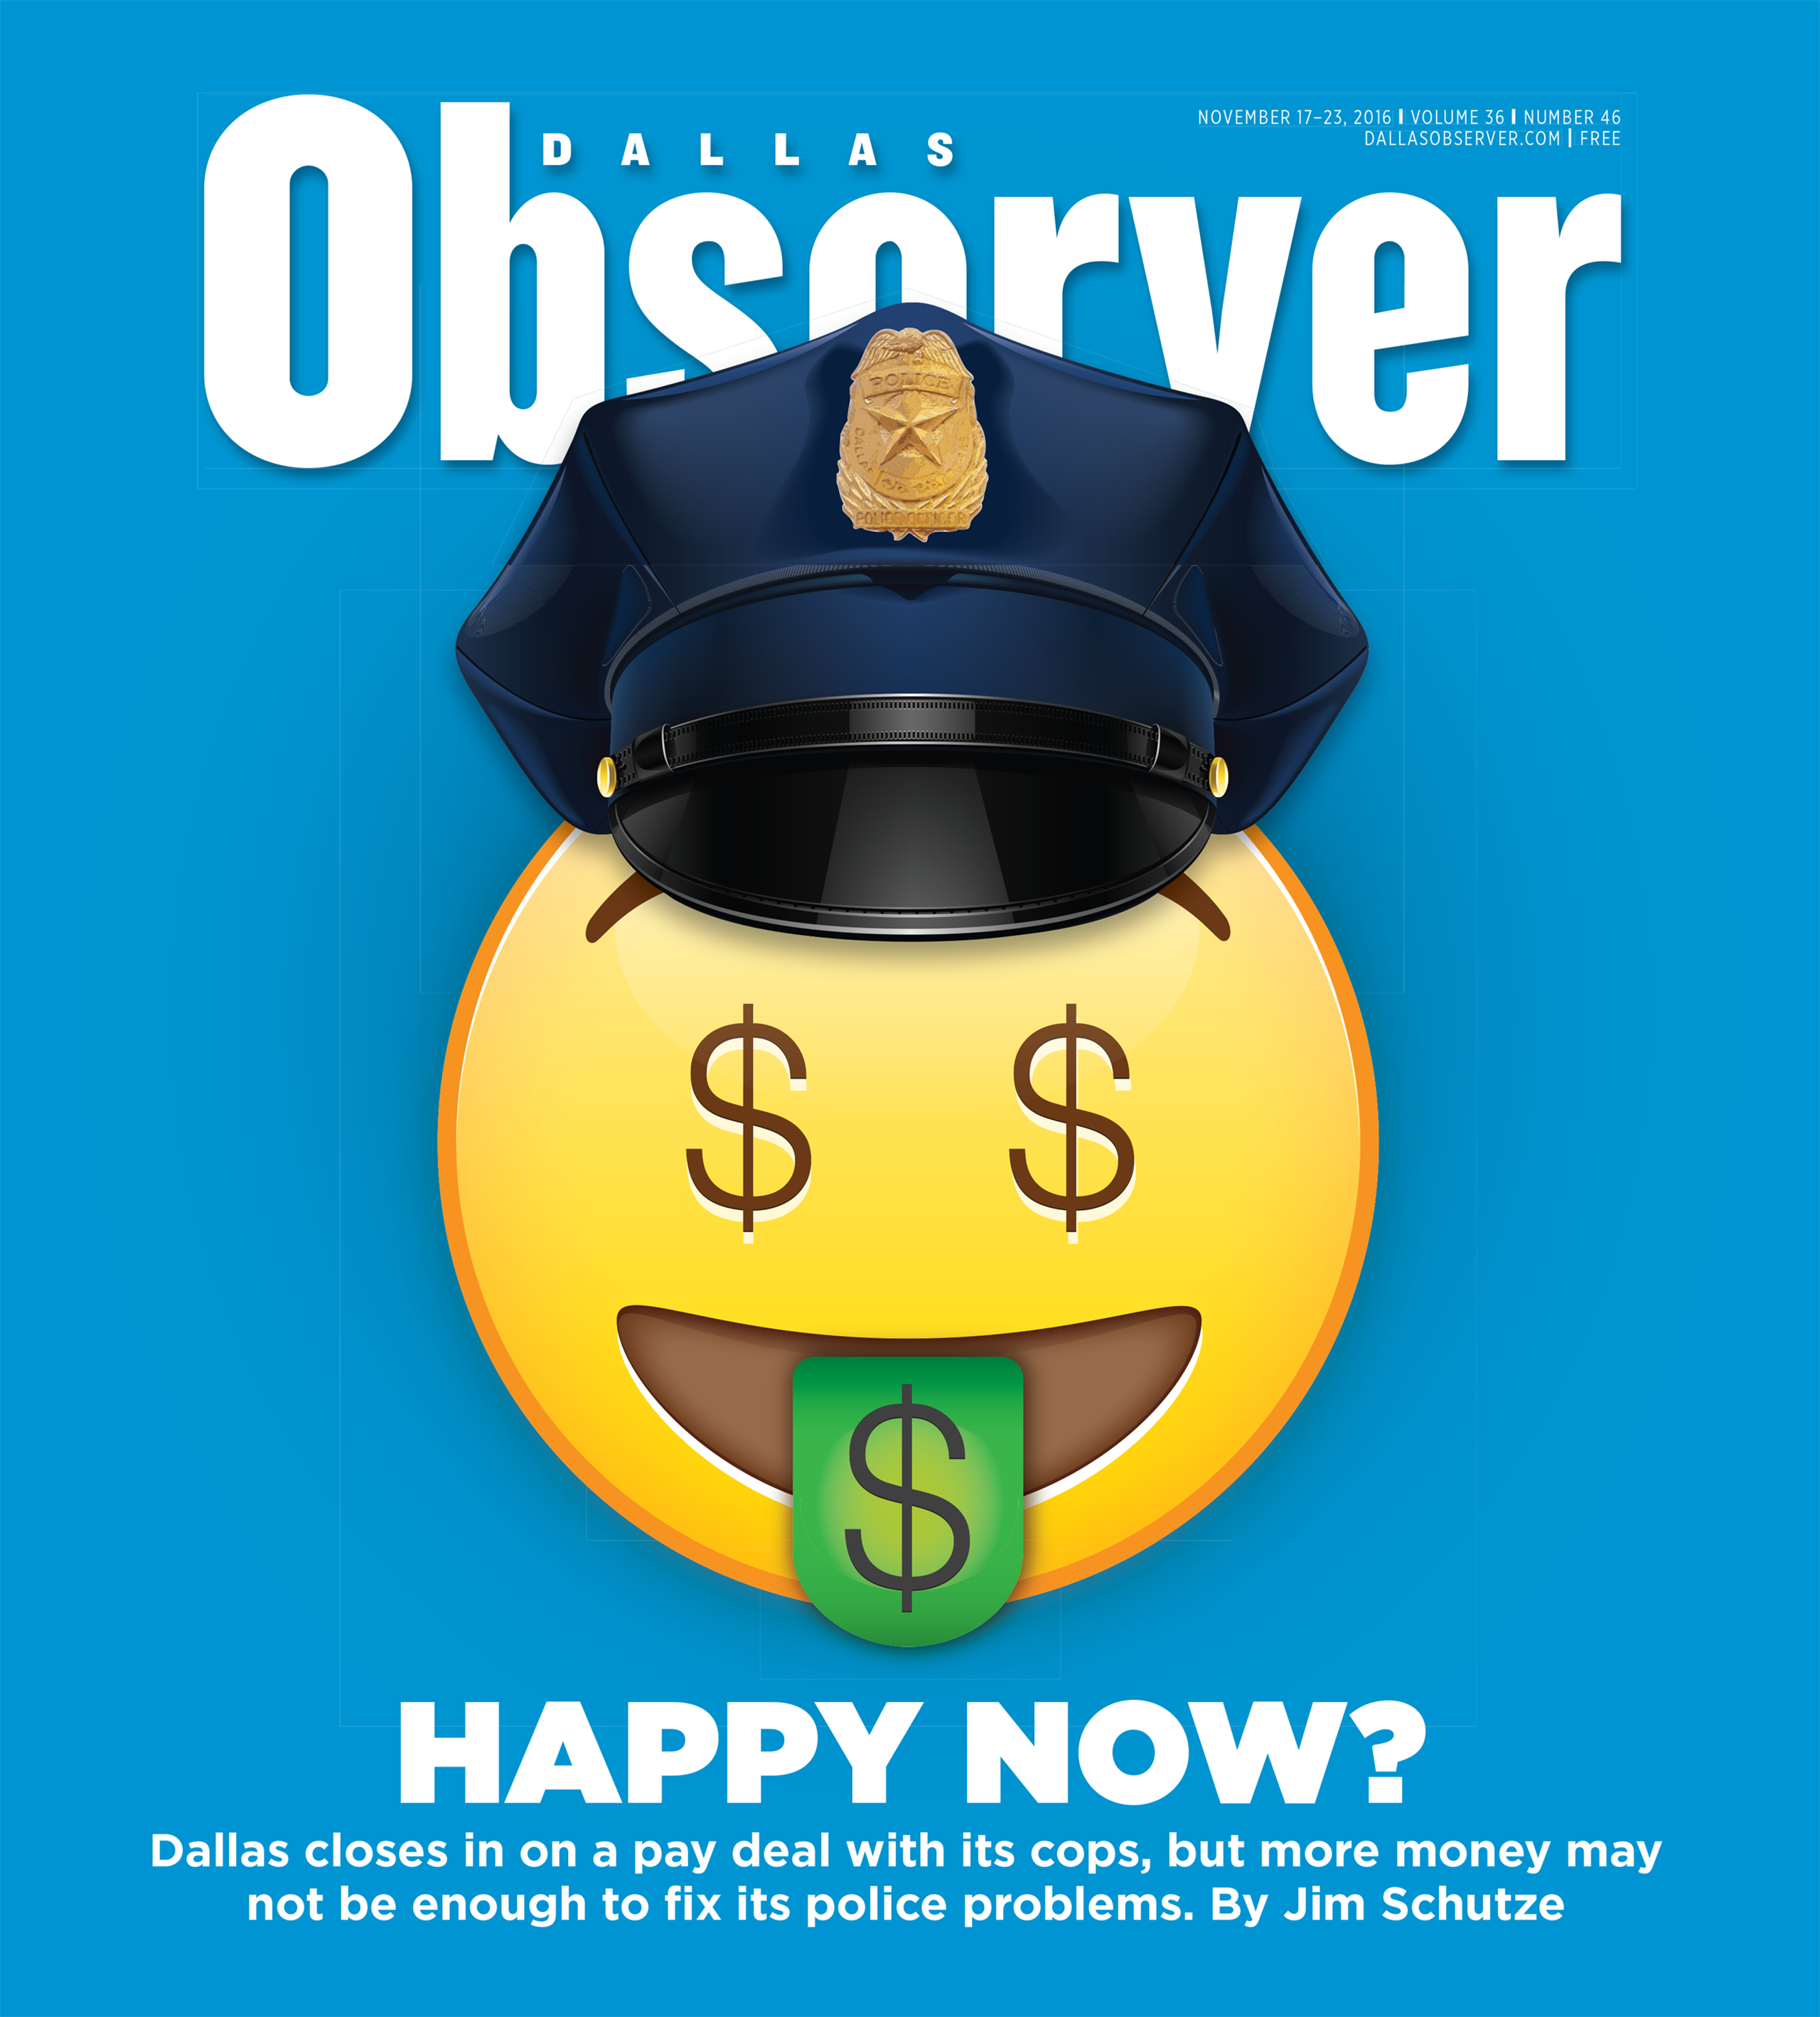 NOVEMBER 17–23, 2016 | VOLUME 36 | NUMBER 46
DALLASOBSERVER.COM | FREE
DALLAS
Observer
POLICE
POLICE OFFICER
$ $
$
HAPPY NOW?
Dallas closes in on a pay deal with its cops, but more money may
not be enough to fix its police problems. By Jim Schutze